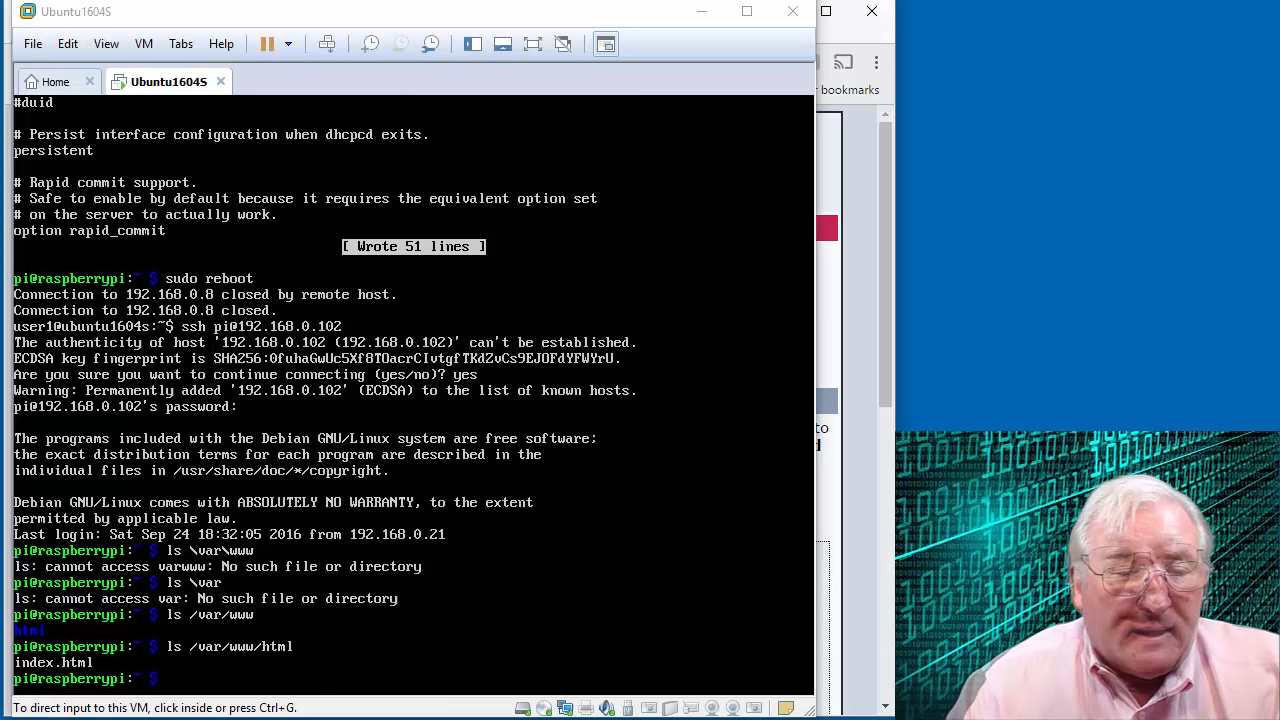 Ubuntu1604S
File Edit View VM Tabs Help
Home
Ubuntu1604S
r bookmarks
#duid
# Persist interface configuration when dhcpcd exits.
persistent
# Rapid commit support.
# Safe to enable by default because it requires the equivalent option set
# on the server to actually work.
option rapid_commit
[ Wrote 51 lines ]
pi@raspberrypi:~ $ sudo reboot
Connection to 192.168.0.8 closed by remote host.
Connection to 192.168.0.8 closed.
user1@ubuntu1604s:~$ ssh pi@192.168.0.102
The authenticity of host '192.168.0.102 (192.168.0.102)' can't be established.
ECDSA key fingerprint is SHA256:0fuhaGwUc5Xf8TOacrCIvtgfTKdZvCs9EJOFdYFWYrU.
Are you sure you want to continue connecting (yes/no)? yes
Warning: Permanently added '192.168.0.102' (ECDSA) to the list of known hosts.
pi@192.168.0.102's password:
The programs included with the Debian GNU/Linux system are free software;
the exact distribution terms for each program are described in the
individual files in /usr/share/doc/*/copyright.
Debian GNU/Linux comes with ABSOLUTELY NO WARRANTY, to the extent
permitted by applicable law.
Last login: Sat Sep 24 18:32:05 2016 from 192.168.0.21
pi@raspberrypi:~ $ ls \var\www
ls: cannot access varwww: No such file or directory
pi@raspberrypi:~ $ ls \var
ls: cannot access var: No such file or directory
pi@raspberrypi:~ $ ls /var/www
html
pi@raspberrypi:~ $ ls /var/www/html
index.html
pi@raspberrypi:~ $
to
To direct input to this VM, click inside or press Ctrl+G.